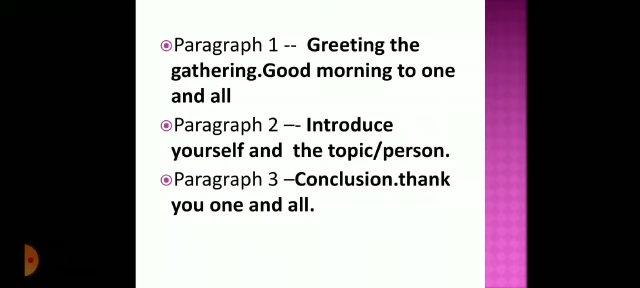 Paragraph 1 -- Greeting the
gathering.Good morning to one
and all
Paragraph 2 –- Introduce
yourself and the topic/person.
Paragraph 3 –Conclusion.thank
you one and all.